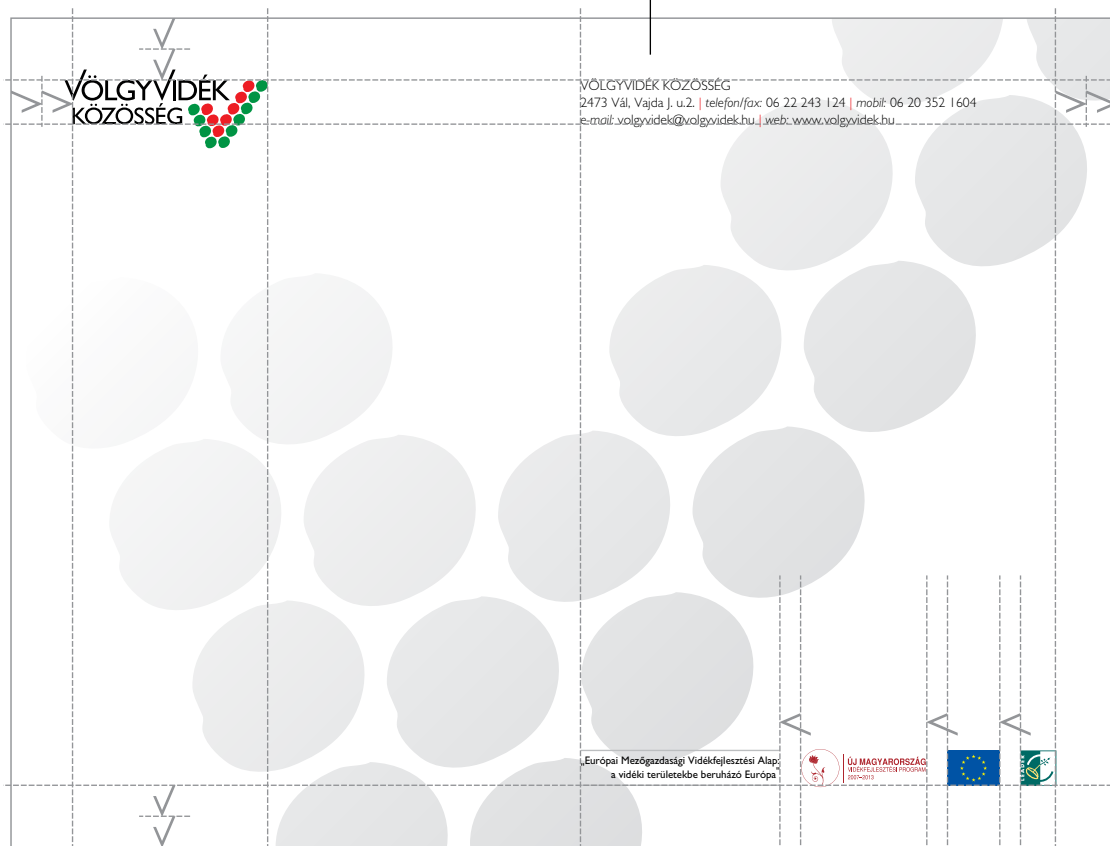 VÖLGYVIDÉK
KÖZÖSSÉG
VÖLGYVIDÉK KÖZÖSSÉG
2473 Vál, Vajda J. u.2. | telefon/fax: 06 22 243 124 | mobil: 06 20 352 1604
e-mail: volgyvidek@volgyvidek.hu | web: www.volgyvidek.hu
„Európai Mezőgazdasági Vidékfejlesztési Alap:
a vidéki területekbe beruházó Európa”
ÚJ MAGYARORSZÁG
VIDÉKFEJLESZTÉSI PROGRAM
2007–2013
LEADER